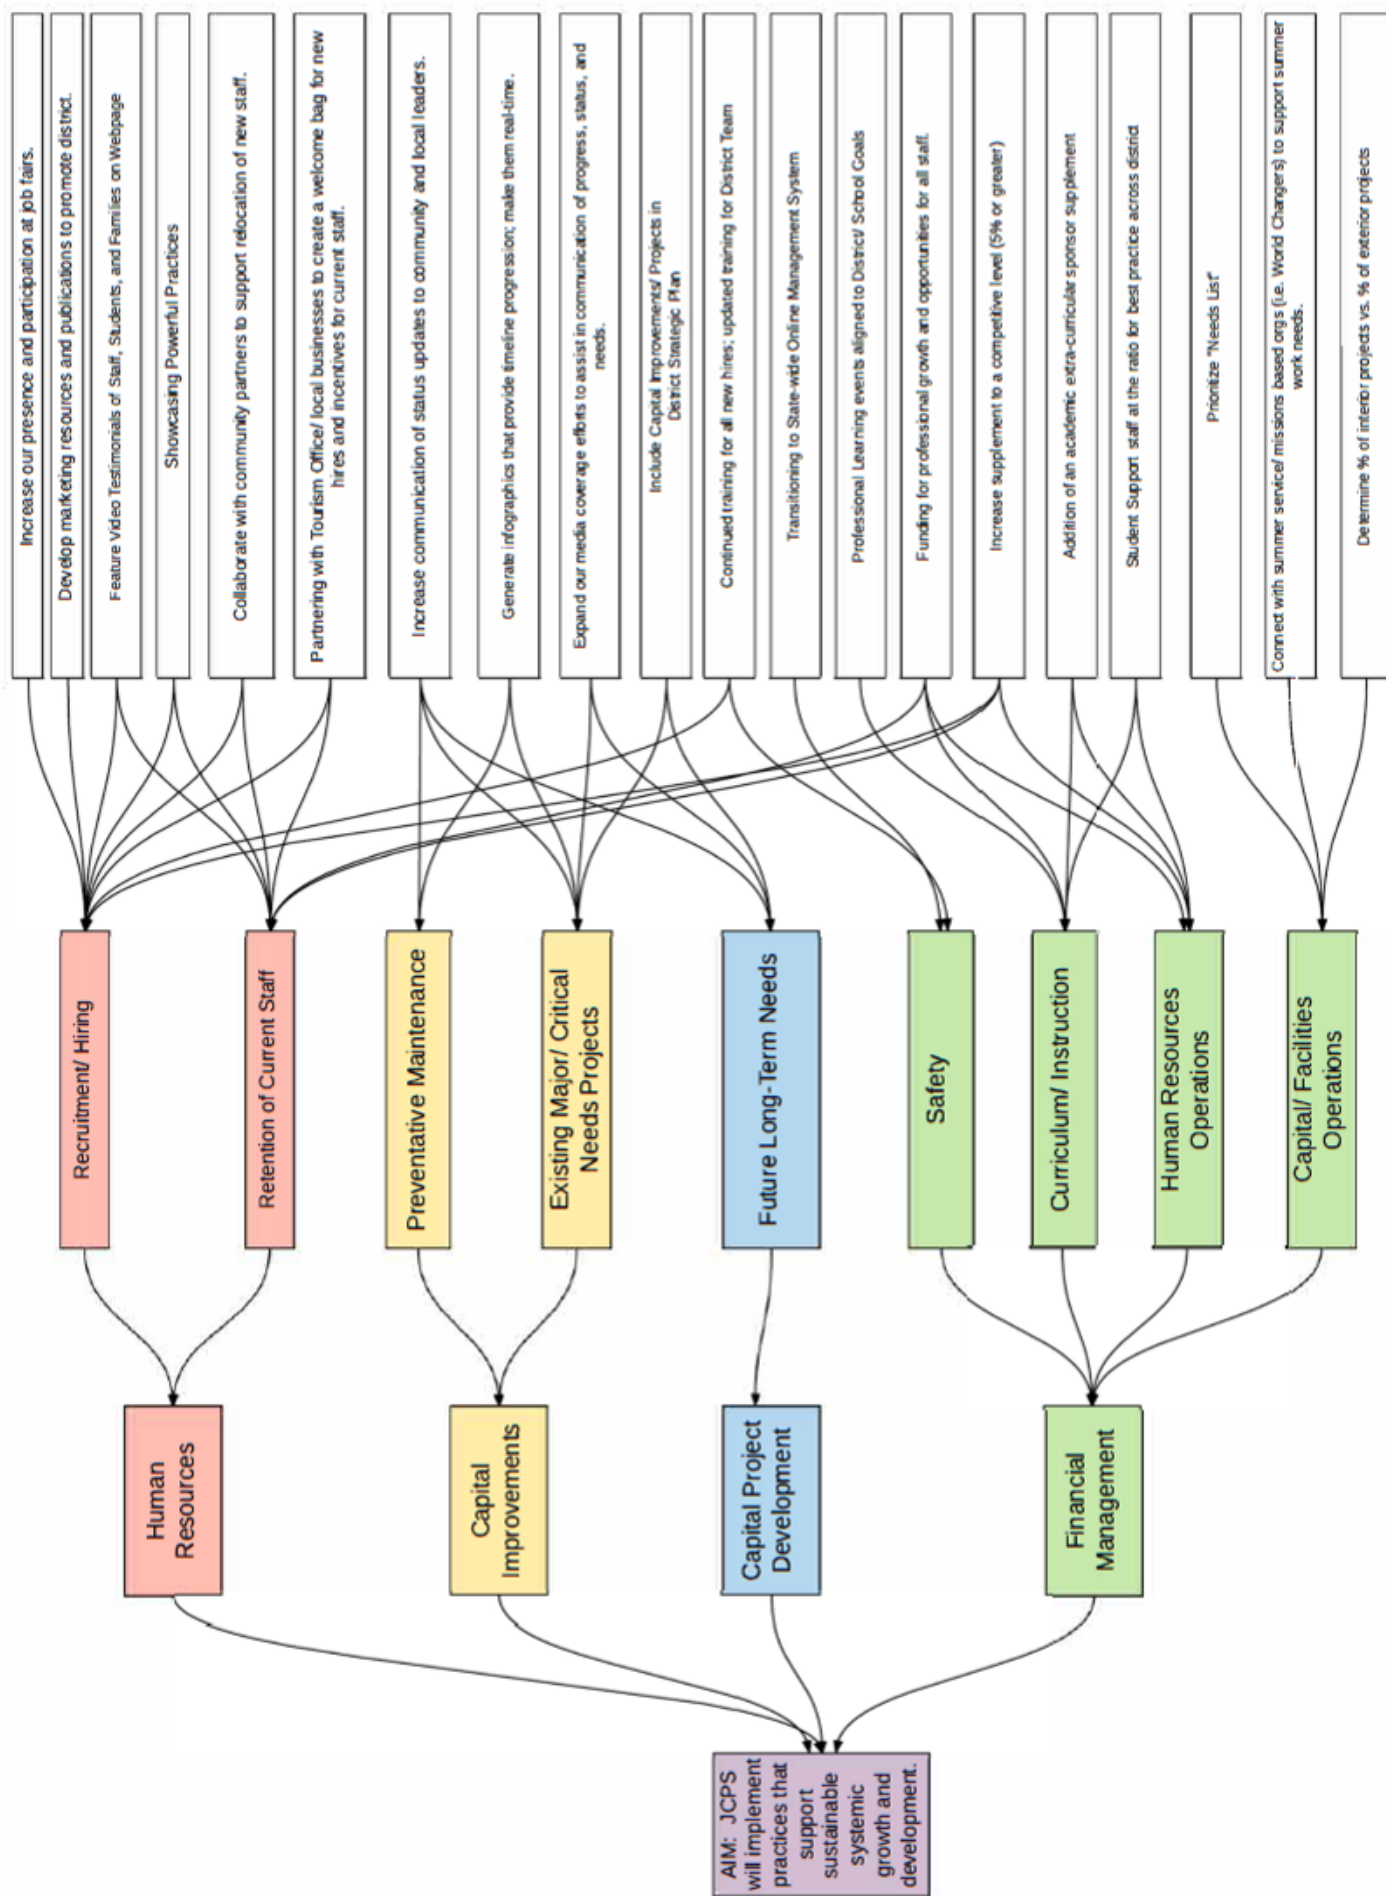 AIM: JCPS
will implement
practices that
support
sustainable
systemic
growth and
development.
Human
Resources
Capital
Improvements
Capital Project
Development
Financial
Management
Recruitment/ Hiring
Retention of Current Staff
Preventative Maintenance
Existing Major/ Critical
Needs Projects
Future Long-Term Needs
Safety
Curriculum/ Instruction
Human Resources
Operations
Capital/ Facilities
Operations
Increase our presence and participation at job fairs.
Develop marketing resources and publications to promote district.
Feature Video Testimonials of Staff, Students, and Families on Webpage
Showcasing Powerful Practices
Collaborate with community partners to support relocation of new staff.
Partnering with Tourism Office/ local businesses to create a welcome bag for new
hires and incentives for current staff.
Increase communication of status updates to community and local leaders.
Generate infographics that provide timeline progression; make them real-time.
Expand our media coverage efforts to assist in communication of progress, status, and
needs.
Include Capital Improvements/ Projects in
District Strategic Plan
Continued training for all new hires; updated training for District Team
Transitioning to State-wide Online Management System
Professional Learning events aligned to District/ School Goals
Funding for professional growth and opportunities for all staff.
Increase supplement to a competitive level (5% or greater)
Addition of an academic extra-curricular sponsor supplement
Student Support staff at the ratio for best practice across district
Prioritize "Needs List"
Connect with summer service/ missions based orgs (i.e. World Changers) to support summer
work needs.
Determine % of interior projects vs. % of exterior projects